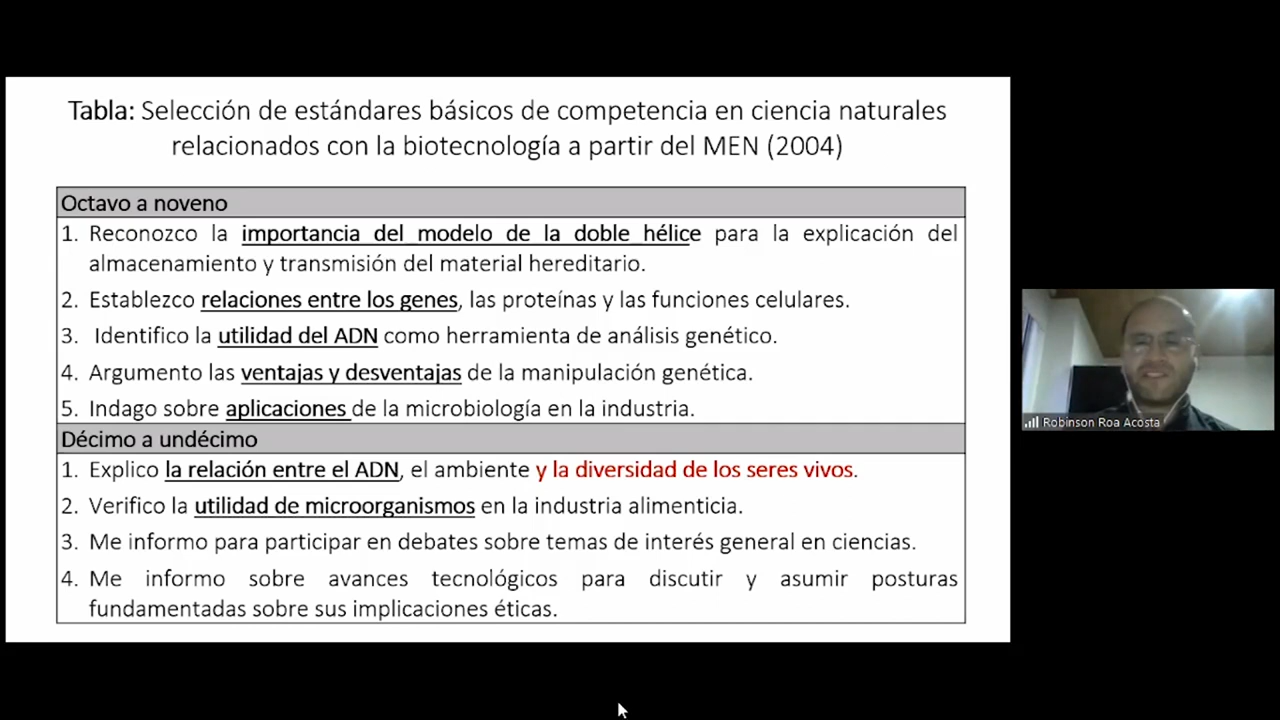 Tabla: Selección de estándares básicos de competencia en ciencia naturales
relacionados con la biotecnología a partir del MEN (2004)
Octavo a noveno
1. Reconozco la importancia del modelo de la doble hélice para la explicación del
almacenamiento y transmisión del material hereditario.
2. Establezco relaciones entre los genes, las proteínas y las funciones celulares.
3. Identifico la utilidad del ADN como herramienta de análisis genético.
4. Argumento las ventajas y desventajas de la manipulación genética.
5. Indago sobre aplicaciones de la microbiología en la industria.
Décimo a undécimo
1. Explico la relación entre el ADN, el ambiente y la diversidad de los seres vivos.
2. Verifico la utilidad de microorganismos en la industria alimenticia.
3. Me informo para participar en debates sobre temas de interés general en ciencias.
4. Me informo sobre avances tecnológicos para discutir y asumir posturas
fundamentadas sobre sus implicaciones éticas.
Robinson Roa Acosta